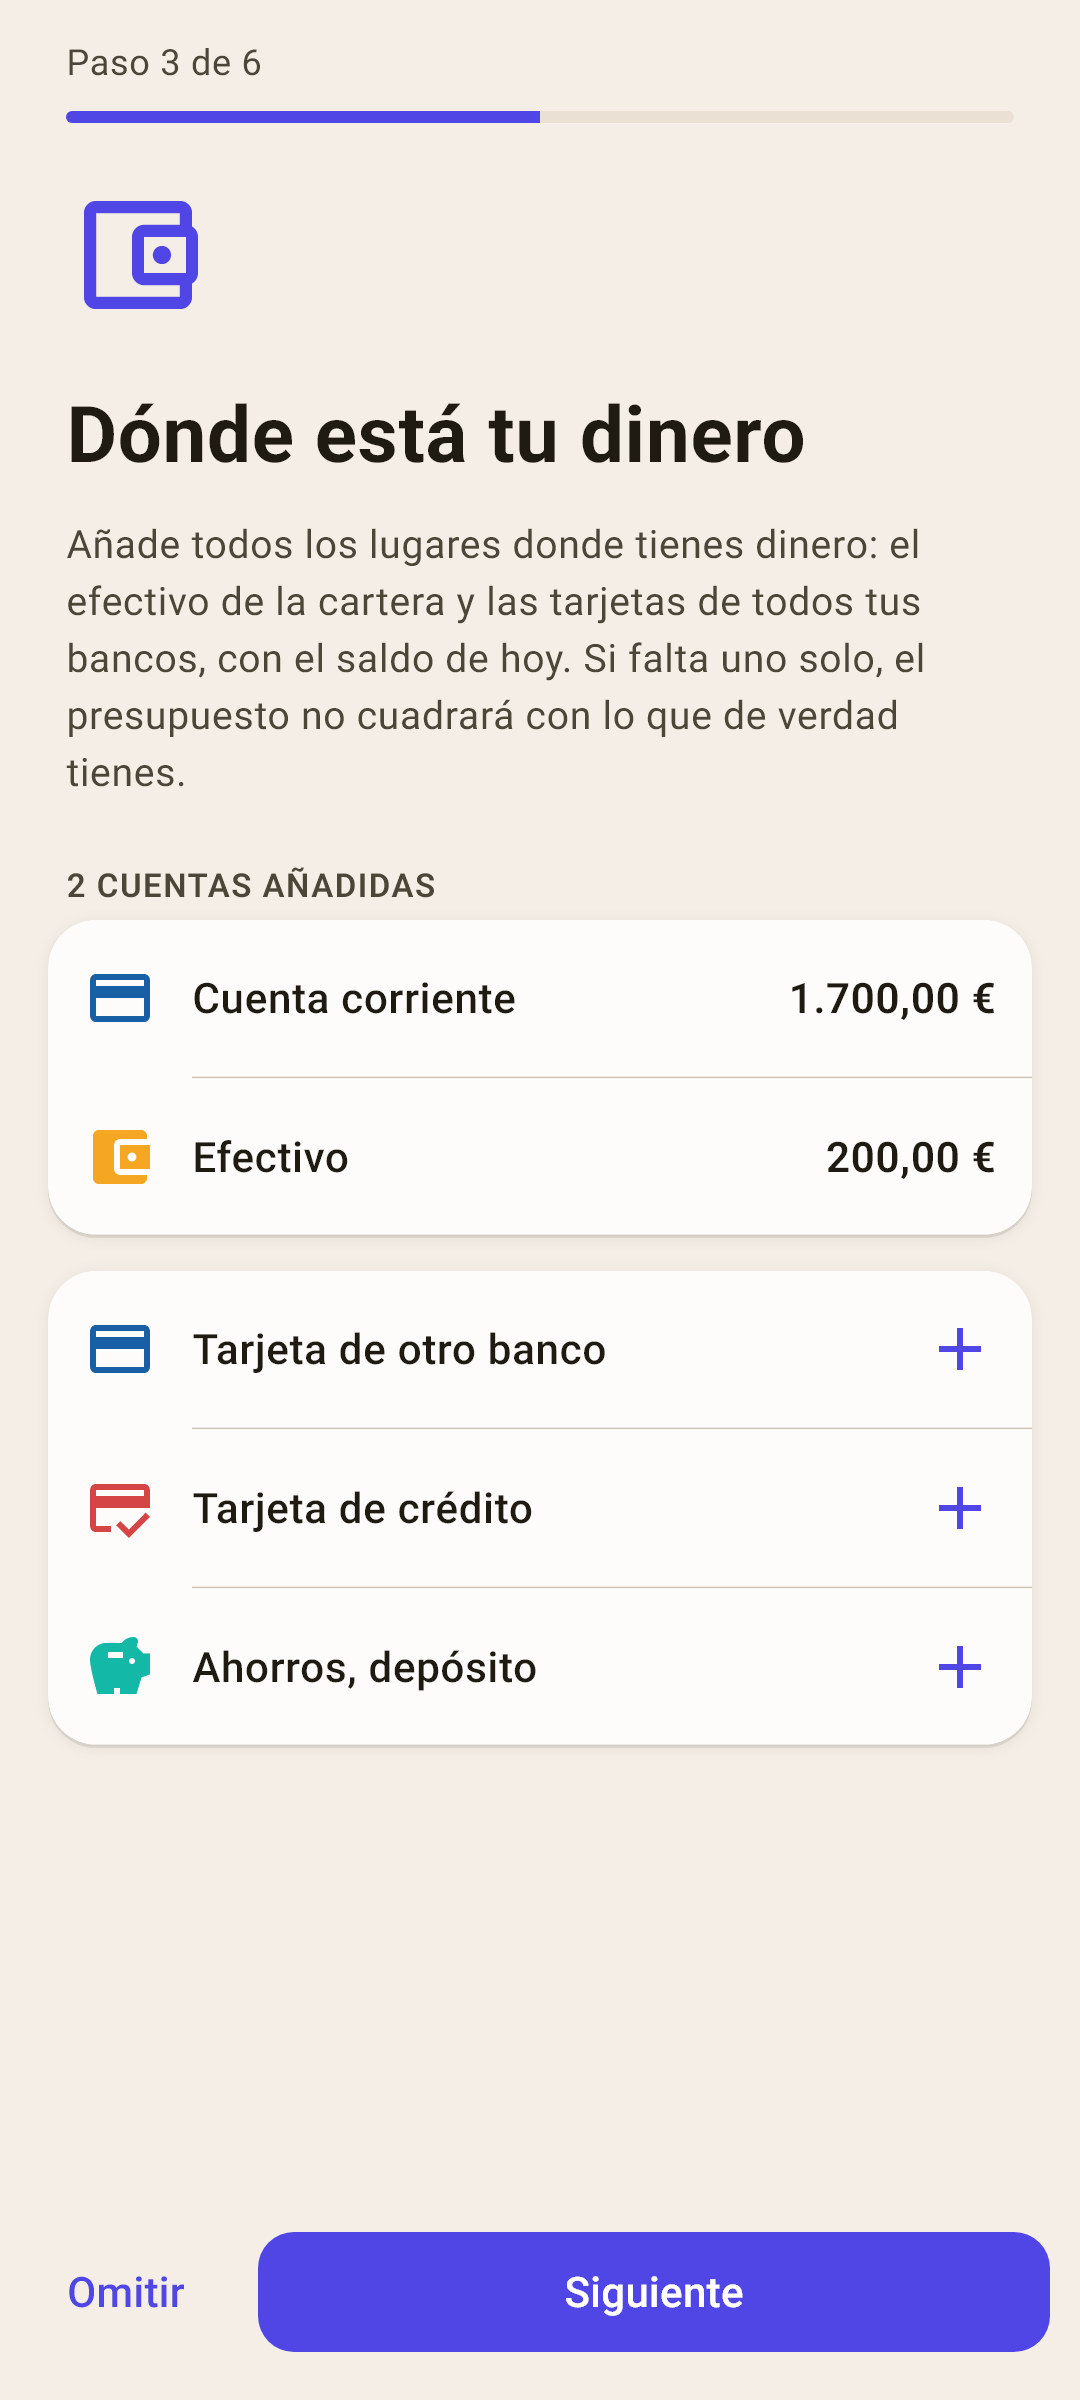 Paso 3 de 6
Dónde está tu dinero
Añade todos los lugares donde tienes dinero: el
efectivo de la cartera y las tarjetas de todos tus
bancos, con el saldo de hoy. Si falta uno solo, el
presupuesto no cuadrará con lo que de verdad
tienes.
2 CUENTAS AÑADIDAS
Cuenta corriente 1.700,00 €
Efectivo 200,00 €
Tarjeta de otro banco
Tarjeta de crédito
Ahorros, depósito
Omitir Siguiente